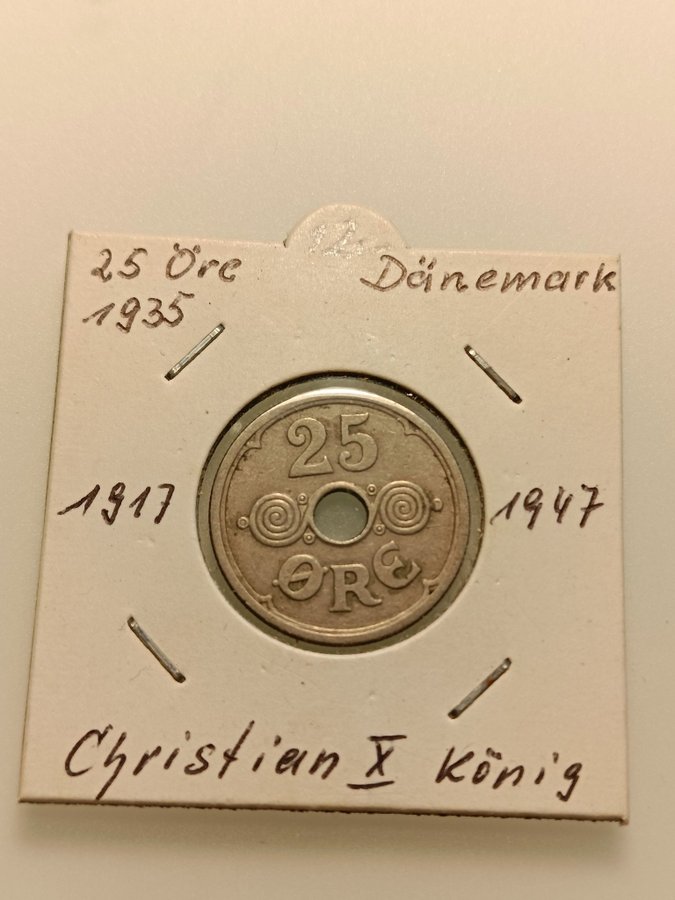 25 Öre
Dänemark
1935
25
1917
1947
ØRE
Christian X König